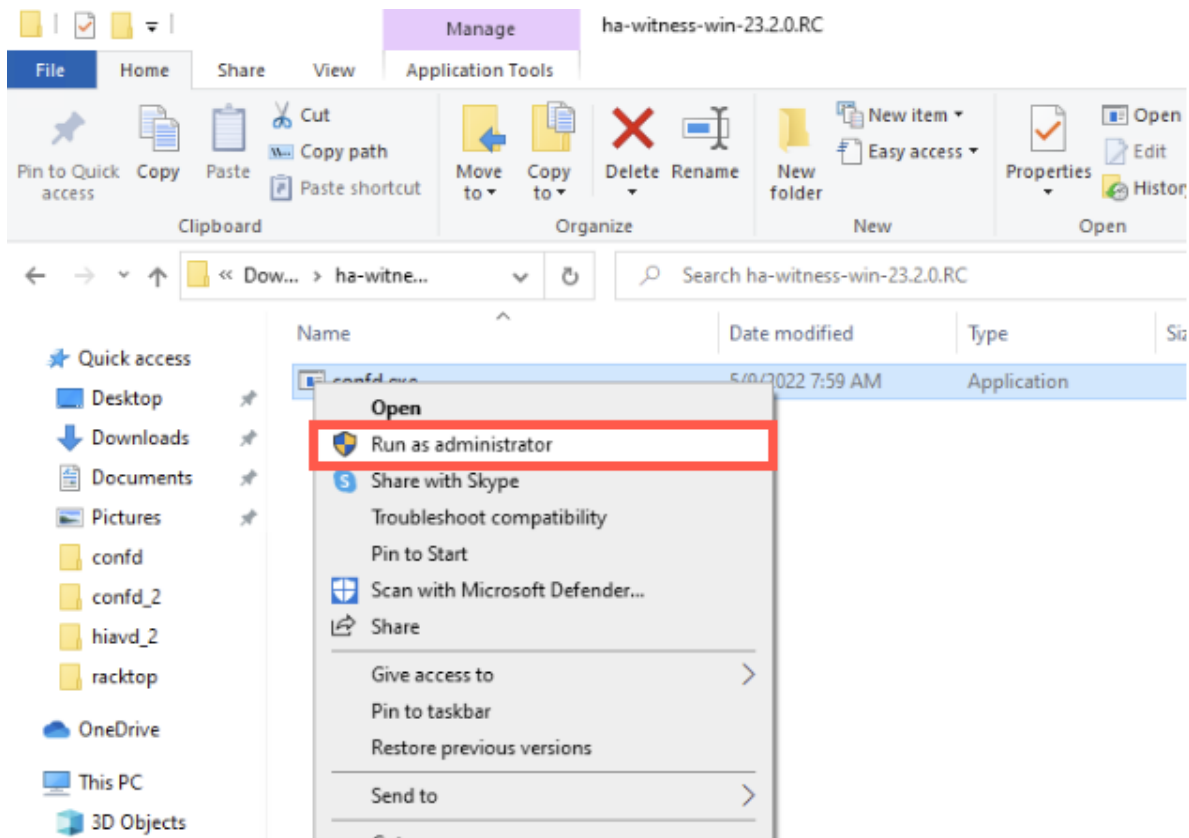 Manage
ha-witness-win-23.2.0.RC
File Home Share View Application Tools
Pin to Quick access
Copy
Paste
Cut
Copy path
Paste shortcut
Move to
Copy to
Delete
Rename
New folder
New item
Easy access
Properties
Open
Edit
Clipboard
Organize
New
Open
« Dow... > ha-witne...
Search ha-witness-win-23.2.0.RC
Name Date modified Type
Quick access
Desktop
Downloads
Documents
Pictures
confd
confd_2
hiavd_2
racktop
OneDrive
This PC
3D Objects
confd.exe 5/9/2022 7:59 AM Application
Open
Run as administrator
Share with Skype
Troubleshoot compatibility
Pin to Start
Scan with Microsoft Defender...
Share
Give access to
Pin to taskbar
Restore previous versions
Send to